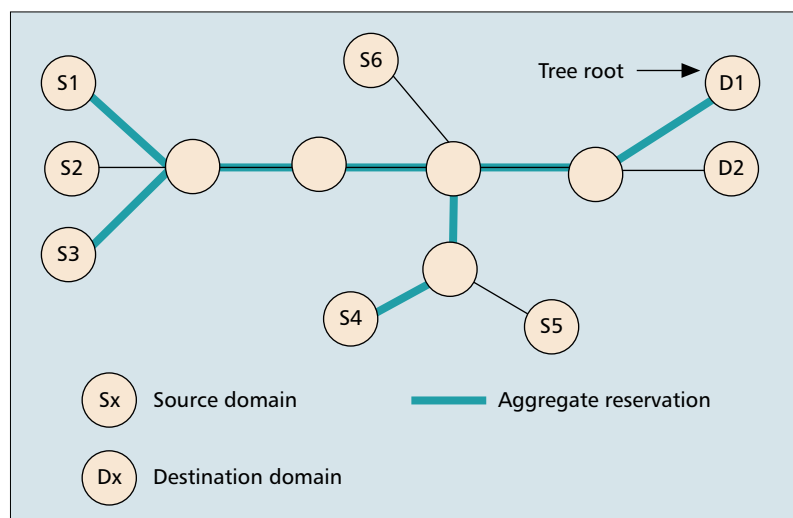 S6
S1
Tree root
D1
S2
D2
S3
S4
S5
Sx
Source domain
Aggregate reservation
Dx
Destination domain